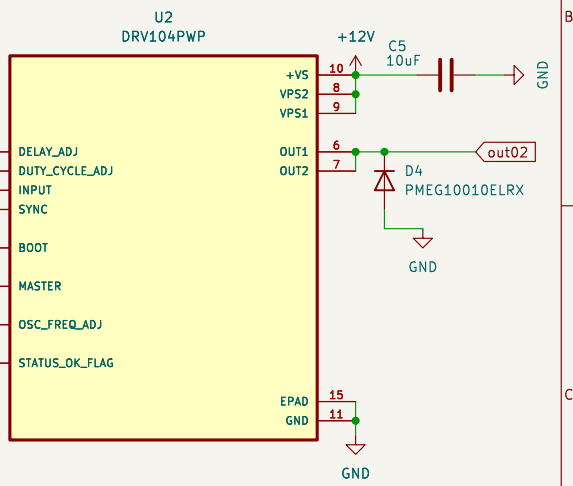 B
U2
DRV104PWP
+12V
C5
10uF
GND
+VS 10
VPS2 8
VPS1 9
DELAY_ADJ
OUT1 6
out02
DUTY_CYCLE_ADJ
OUT2 7
D4
PMEG10010ELRX
INPUT
SYNC
BOOT
GND
MASTER
OSC_FREQ_ADJ
STATUS_OK_FLAG
C
EPAD 15
GND 11
GND